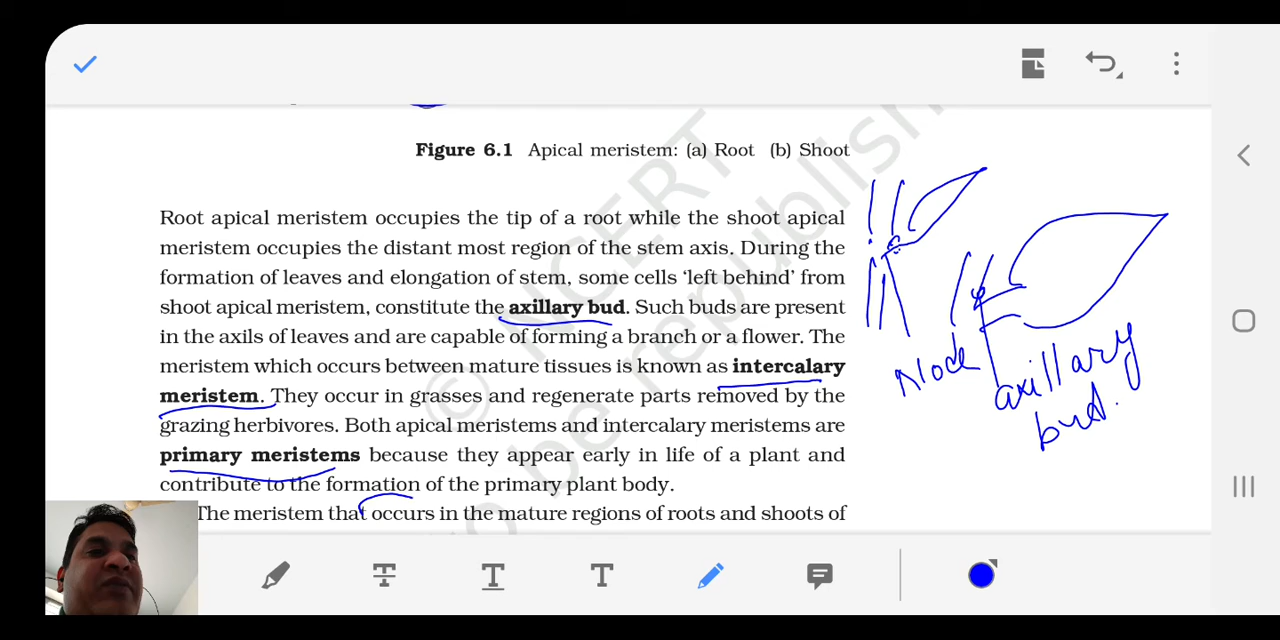 Figure 6.1 Apical meristem: (a) Root (b) Shoot
Root apical meristem occupies the tip of a root while the shoot apical
meristem occupies the distant most region of the stem axis. During the
formation of leaves and elongation of stem, some cells ‘left behind’ from
shoot apical meristem, constitute the axillary bud. Such buds are present
in the axils of leaves and are capable of forming a branch or a flower. The
meristem which occurs between mature tissues is known as intercalary
meristem. They occur in grasses and regenerate parts removed by the
grazing herbivores. Both apical meristems and intercalary meristems are
primary meristems because they appear early in life of a plant and
contribute to the formation of the primary plant body.
The meristem that occurs in the mature regions of roots and shoots of
Node
axillary
bud.
© NCERT
to be republish
T
T
T